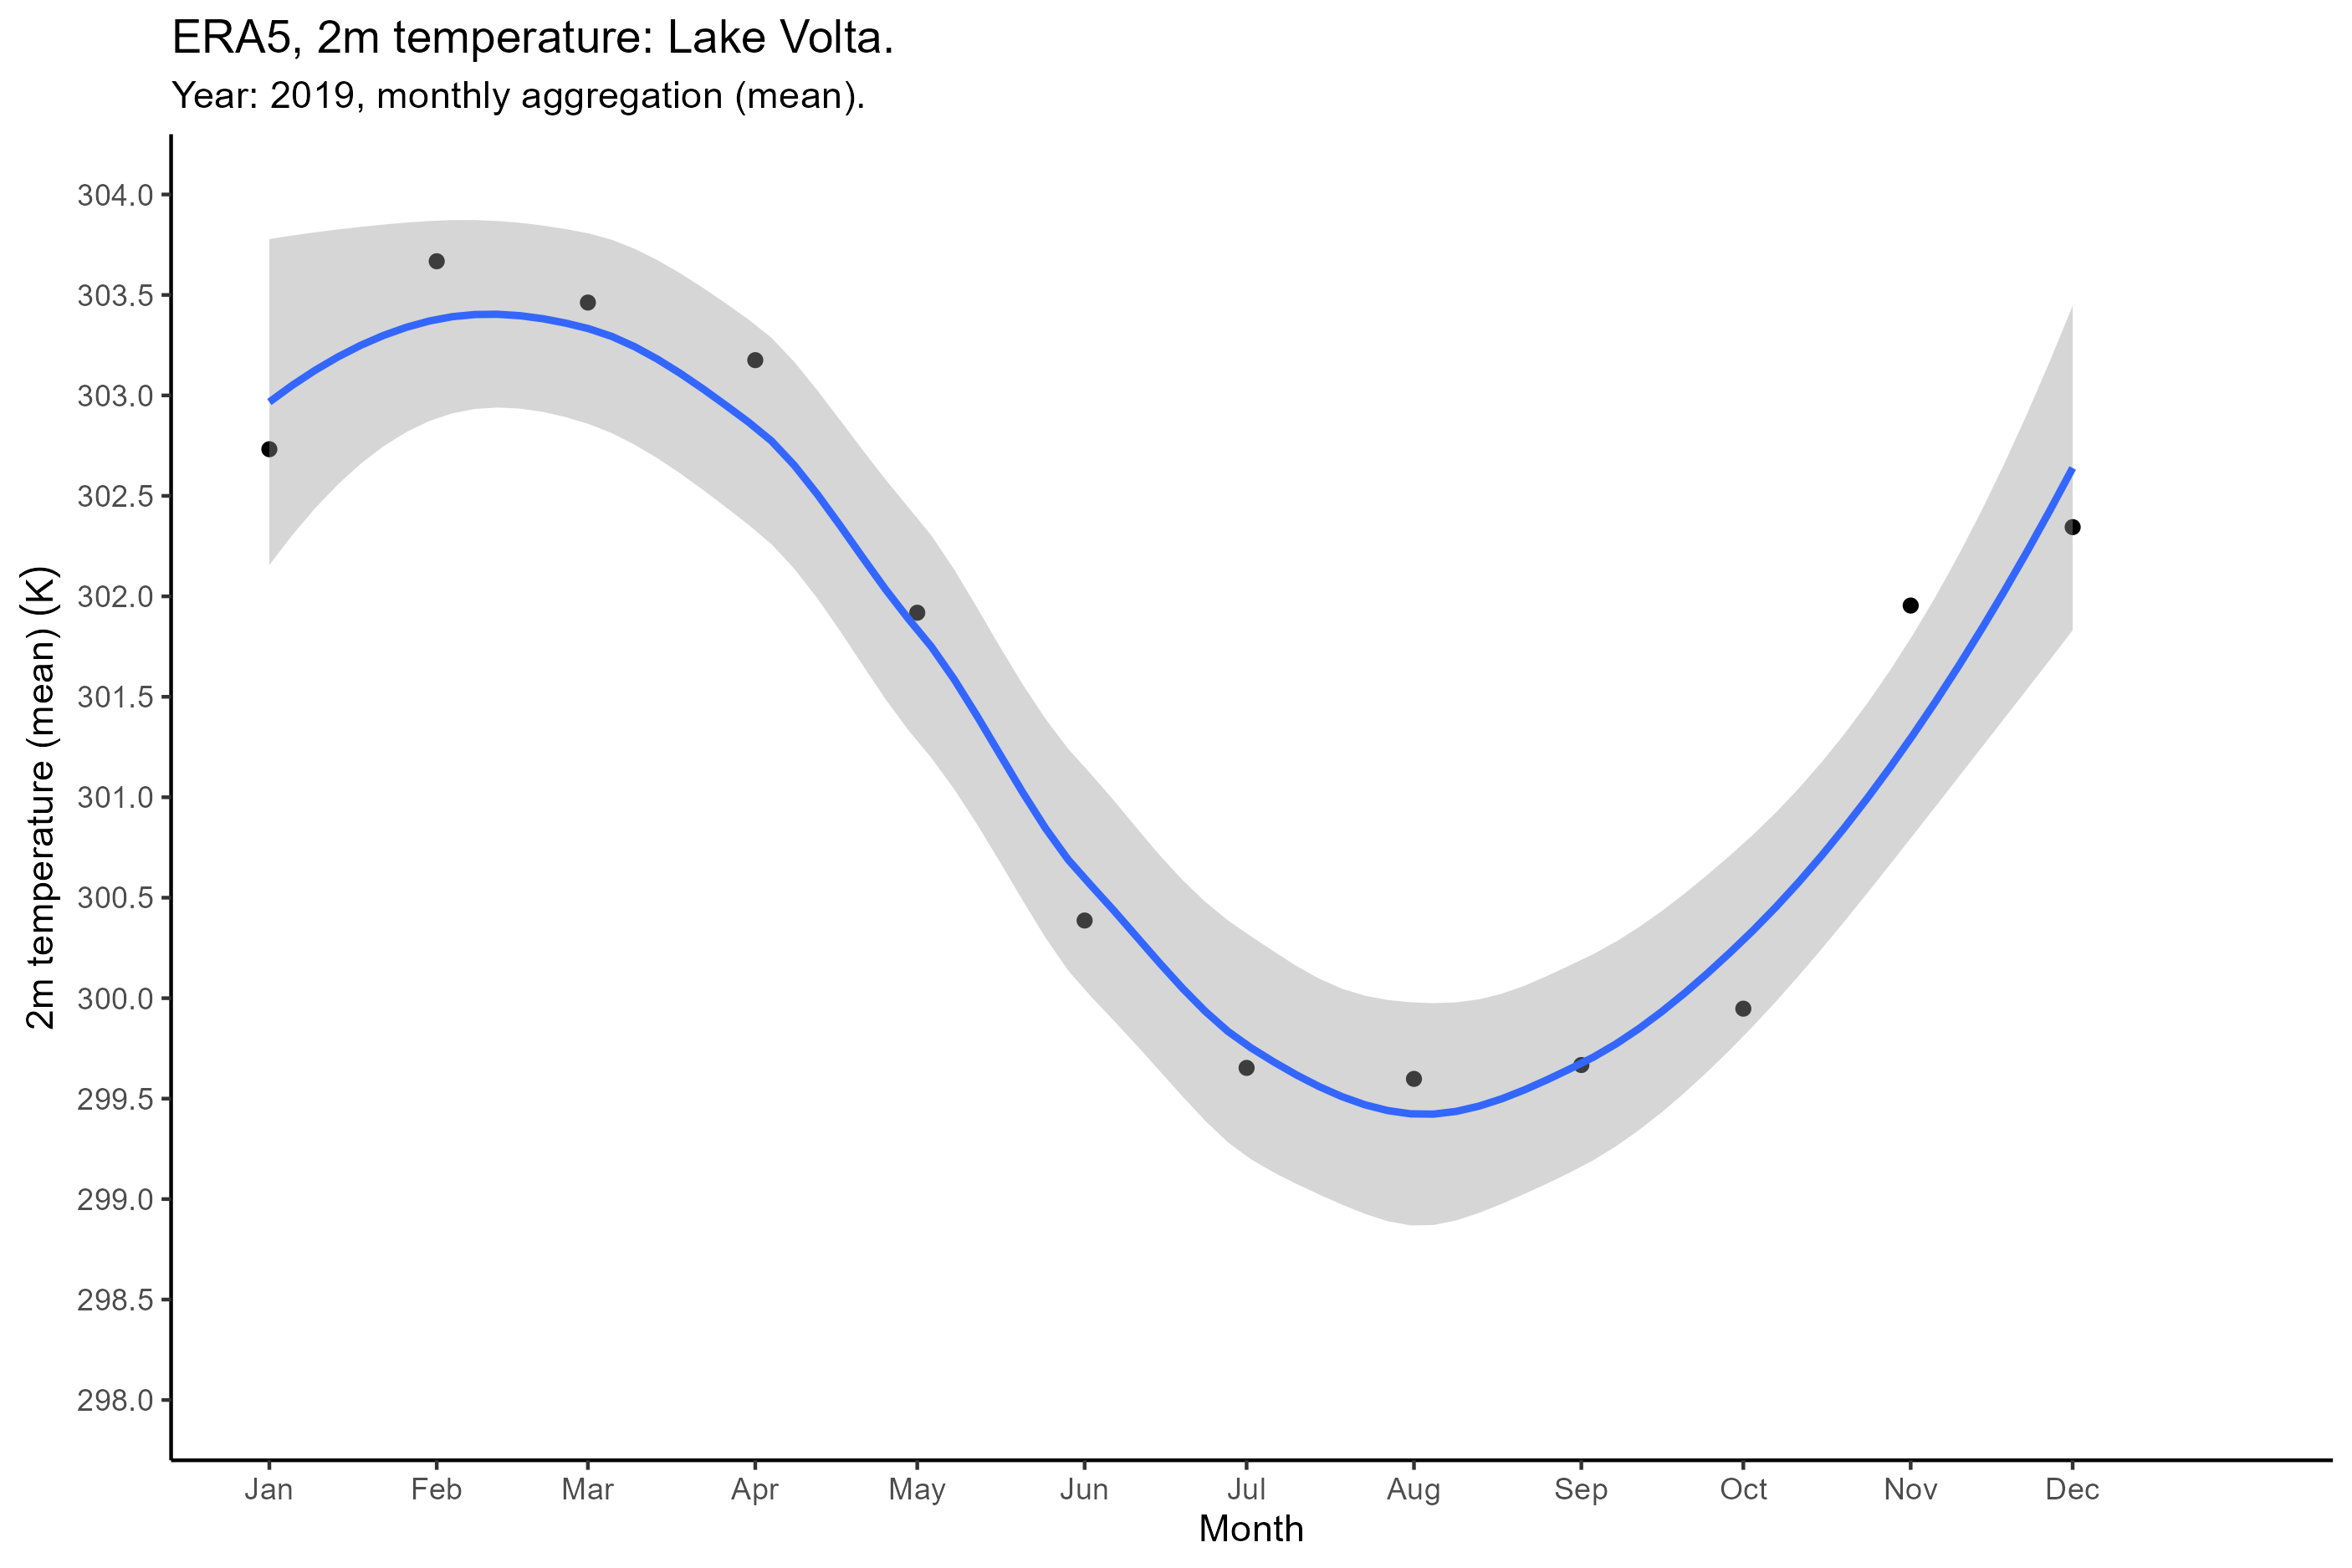 ERA5, 2m temperature: Lake Volta.
Year: 2019, monthly aggregation (mean).
2m temperature (mean) (K)
304.0
303.5
303.0
302.5
302.0
301.5
301.0
300.5
300.0
299.5
299.0
298.5
298.0
Jan Feb Mar Apr May Jun Jul Aug Sep Oct Nov Dec
Month